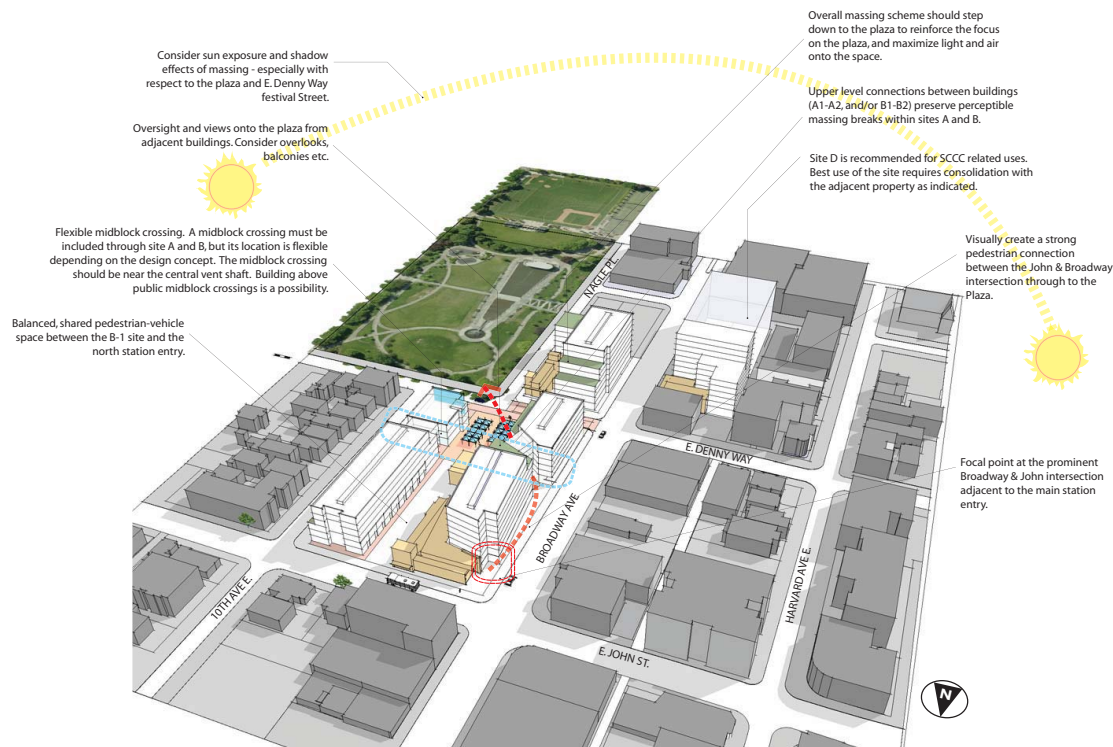 Consider sun exposure and shadow
effects of massing - especially with
respect to the plaza and E. Denny Way
festival Street.
Oversight and views onto the plaza from
adjacent buildings. Consider overlooks,
balconies etc.
Flexible midblock crossing. A midblock crossing must be
included through site A and B, but its location is flexible
depending on the design concept. The midblock crossing
should be near the central vent shaft. Building above
public midblock crossings is a possibility.
Balanced, shared pedestrian-vehicle
space between the B-1 site and the
north station entry.
Overall massing scheme should step
down to the plaza to reinforce the focus
on the plaza, and maximize light and air
onto the space.
Upper level connections between buildings
(A1-A2, and/or B1-B2) preserve perceptible
massing breaks within sites A and B.
Site D is recommended for SCCC related uses.
Best use of the site requires consolidation with
the adjacent property as indicated.
Visually create a strong
pedestrian connection
between the John & Broadway
intersection through to the
Plaza.
Focal point at the prominent
Broadway & John intersection
adjacent to the main station
entry.
NAGLE PL.
E. DENNY WAY
BROADWAY AVE
HARVARD AVE E.
10TH AVE E.
E. JOHN ST.
N